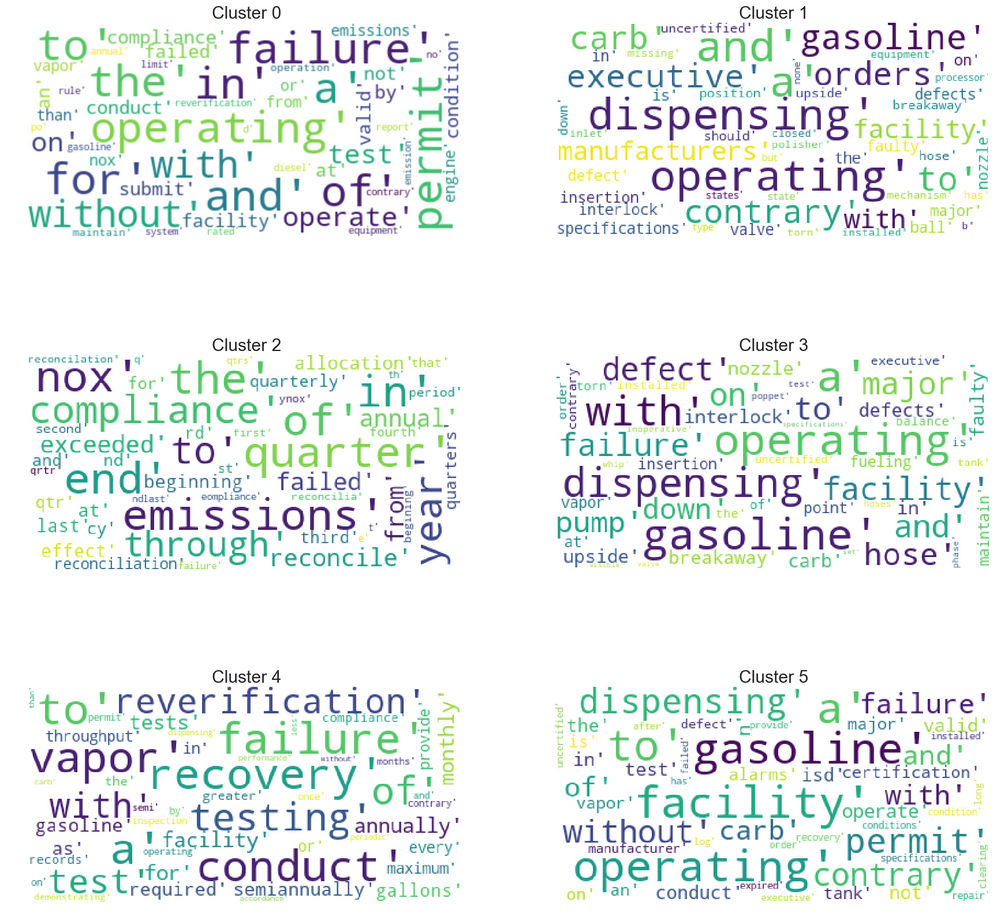 Cluster 0
to'
compliance'
failed'
failure'
emissions'
annual'
vapor'
limit'
the'
in'
operation'
a'
not'
no'
condition'
an'
rule'
or'
by'
than'
conduct'
reverification'
from'
valid'
permit'
po'
on'
gasoline'
operating'
d'
report'
test'
nox'
with'
diesel'
at'
emission'
engine'
for'
submit'
and'
of'
contrary'
without'
facility'
operate'
maintain'
system'
rated'
equipment'
Cluster 1
carb'
uncertified'
and'
gasoline'
in'
missing'
equipment'
on'
executive'
a'
none'
orders'
processor'
is'
position'
upside'
defects'
breakaway'
down'
dispensing'
facility'
inlet'
should'
closed'
polisher'
manufacturers'
but'
the'
faulty'
hose'
nozzle'
defect'
operating'
to'
insertion'
states'
state'
mechanism'
has'
interlock'
contrary'
with'
major'
specifications'
type'
valve'
torn'
installed'
ball'
b'
Cluster 2
reconcilation'
q'
qtrs'
allocation'
that'
nox'
for'
the'
quarterly'
th'
in'
period'
compliance'
ynox'
of'
annual'
second'
rd'
first'
fourth'
exceeded'
to'
quarter'
and'
nd'
qrtr'
end'
st'
beginning'
failed'
from'
year'
quarters'
qtr'
ndlast'
eompliance'
reconcilia'
begining'
at'
emissions'
last'
cy'
third'
e'
t'
effect'
through'
reconcile'
reconciliation'
failure'
Cluster 3
contrary'
defect'
nozzle'
executive'
a'
major'
order'
torn'
installed'
on'
test'
poppet'
faulty'
with'
interlock'
to'
defects'
balance'
inoperative'
specifications'
failure'
operating'
is'
whip'
insertion'
uncertified'
fueling'
tank'
dispensing'
facility'
vapor'
the'
of'
point'
hoses'
in'
pump'
down'
gasoline'
and'
maintain'
at'
upside'
breakaway'
carb'
set'
hose'
phase'
visible'
valve'
Cluster 4
than'
to'
reverification'
permit'
tests'
compliance'
provide'
monthly'
throughput'
dispensing'
failure'
less'
vapor'
in'
performance'
without'
months'
carb'
the'
recovery'
of'
and'
with'
semi'
greater'
once'
contrary'
gasoline'
inspection'
by'
testing
annually'
as'
a'
facility'
or'
periodic'
every'
records'
operating'
conduct'
maximum'
on'
test'
for'
required'
semiannually'
gallons'
demonstrating'
accordance'
Cluster 5
uncertified'
dispensing'
a'
failure'
the'
after'
defect'
n'
provide'
major'
valid'
is'
to'
failed'
gasoline'
installed'
in'
test'
and'
has'
alarms'
isd'
certification'
of'
vapor'
facility'
with'
operate'
condition'
long'
without'
carb'
conditions'
manufacturer'
log'
order'
recovery'
permit'
specifications'
clearing'
operating'
contrary'
on'
an'
conduct'
expired'
executive'
tank'
not'
repair'